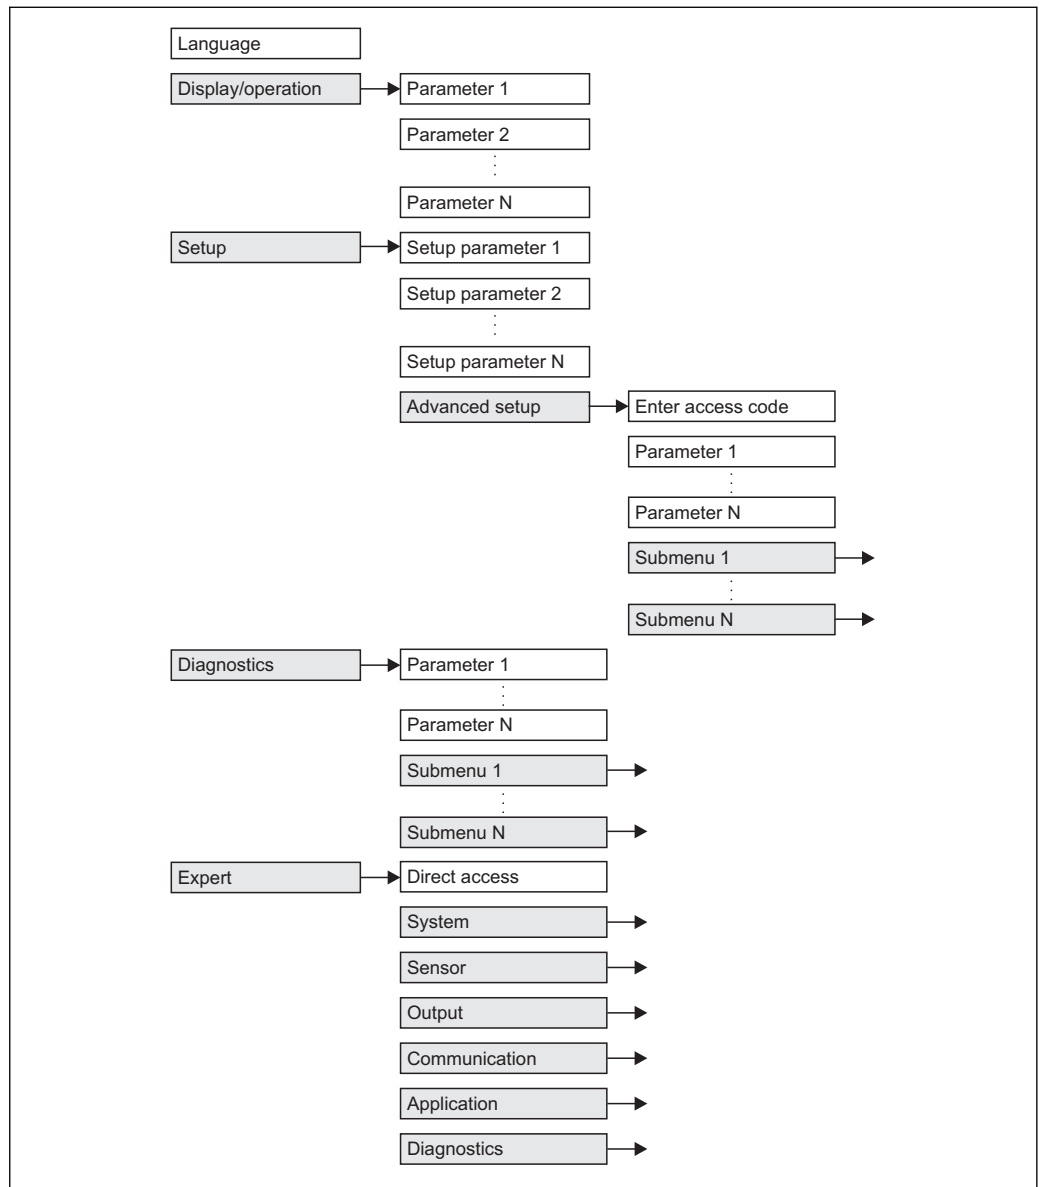 Language
Display/operation
Parameter 1
Parameter 2
Parameter N
Setup
Setup parameter 1
Setup parameter 2
Setup parameter N
Advanced setup
Enter access code
Parameter 1
Parameter N
Submenu 1
Submenu N
Diagnostics
Parameter 1
Parameter N
Submenu 1
Submenu N
Expert
Direct access
System
Sensor
Output
Communication
Application
Diagnostics